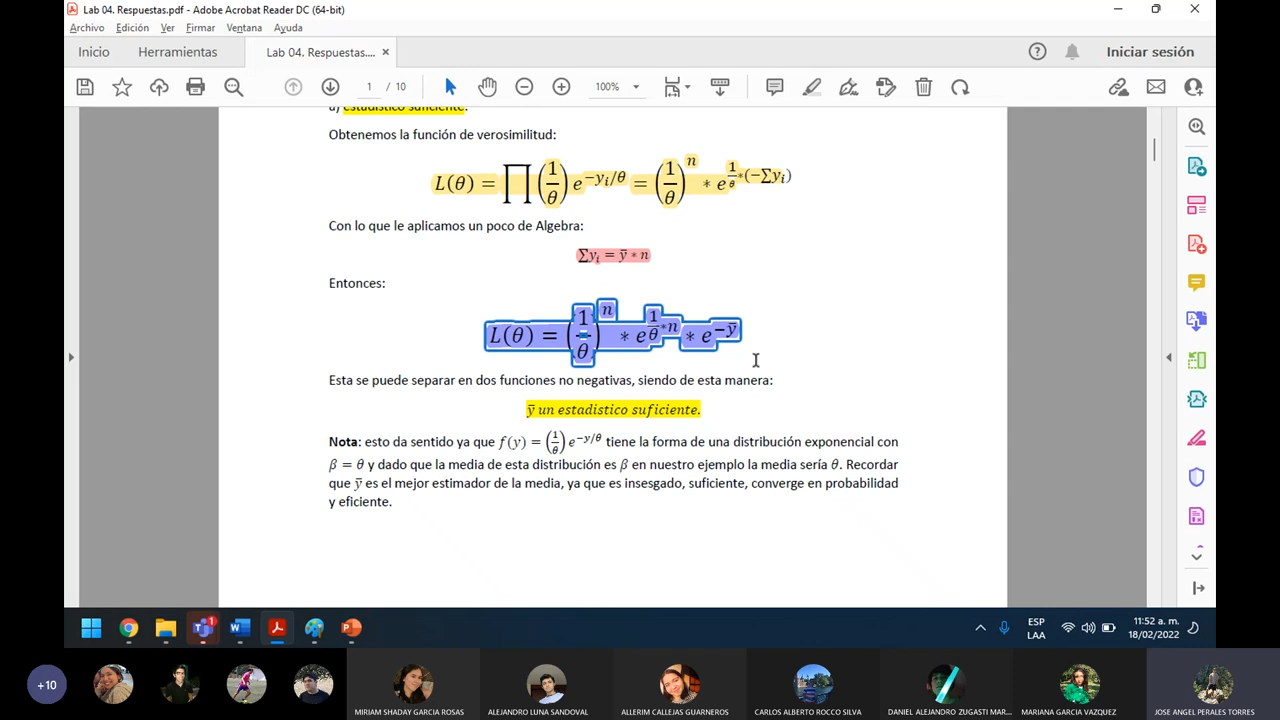 Lab 04. Respuestas.pdf - Adobe Acrobat Reader DC (64-bit)
Archivo Edición Ver Firmar Ventana Ayuda
Inicio Herramientas Lab 04. Respuestas.... × Iniciar sesión
1 / 10 100%
a) estadístico suficiente.
Obtenemos la función de verosimilitud:
L(θ) = ∏ (1/θ) e^{-y_i/θ} = (1/θ)^n * e^{1/θ*(-∑y_i)}
Con lo que le aplicamos un poco de Algebra:
∑y_i = ȳ * n
Entonces:
L(θ) = (1/θ)^n * e^{1/θ*n} * e^{-ȳ}
Esta se puede separar en dos funciones no negativas, siendo de esta manera:
ȳ un estadistico suficiente.
Nota: esto da sentido ya que f(y) = (1/θ) e^{-y/θ} tiene la forma de una distribución exponencial con
β = θ y dado que la media de esta distribución es β en nuestro ejemplo la media sería θ. Recordar
que ȳ es el mejor estimador de la media, ya que es insesgado, suficiente, converge en probabilidad
y eficiente.
1
ESP
LAA
11:52 a. m.
18/02/2022
+10
MIRIAM SHADAY GARCIA ROSAS
ALEJANDRO LUNA SANDOVAL
ALLERIM CALLEJAS GUARNEROS
CARLOS ALBERTO ROCCO SILVA
DANIEL ALEJANDRO ZUGASTI MAR...
MARIANA GARCIA VAZQUEZ
JOSE ANGEL PERALES TORRES